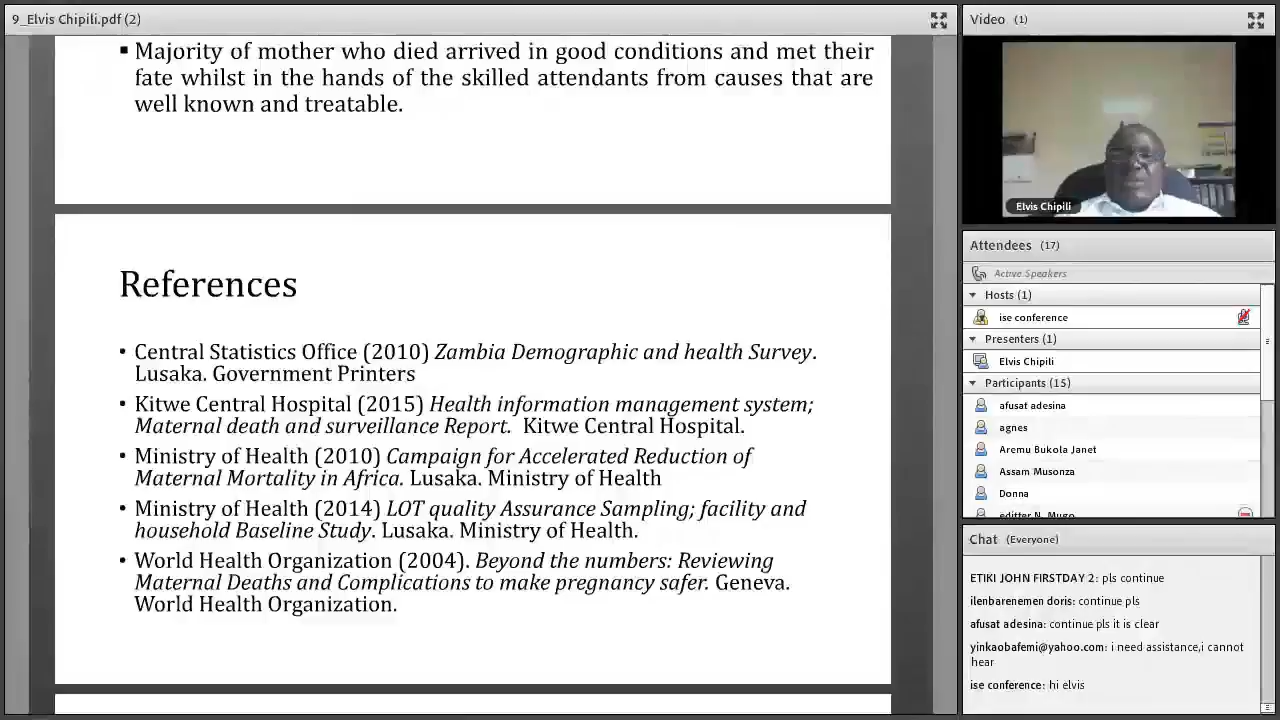 9_Elvis Chipili.pdf (2)
▪ Majority of mother who died arrived in good conditions and met their
fate whilst in the hands of the skilled attendants from causes that are
well known and treatable.
References
• Central Statistics Office (2010) Zambia Demographic and health Survey.
Lusaka. Government Printers
• Kitwe Central Hospital (2015) Health information management system;
Maternal death and surveillance Report. Kitwe Central Hospital.
• Ministry of Health (2010) Campaign for Accelerated Reduction of
Maternal Mortality in Africa. Lusaka. Ministry of Health
• Ministry of Health (2014) LOT quality Assurance Sampling; facility and
household Baseline Study. Lusaka. Ministry of Health.
• World Health Organization (2004). Beyond the numbers: Reviewing
Maternal Deaths and Complications to make pregnancy safer. Geneva.
World Health Organization.
Video (1)
Elvis Chipili
Attendees (17)
Active Speakers
Hosts (1)
ise conference
Presenters (1)
Elvis Chipili
Participants (15)
afusat adesina
agnes
Aremu Bukola Janet
Assam Musonza
Donna
editter N. Mugo
Chat (Everyone)
ETIKI JOHN FIRSTDAY 2: pls continue
ilenbarenemen doris: continue pls
afusat adesina: continue pls it is clear
yinkaobafemi@yahoo.com: i need assistance,i cannot
hear
ise conference: hi elvis